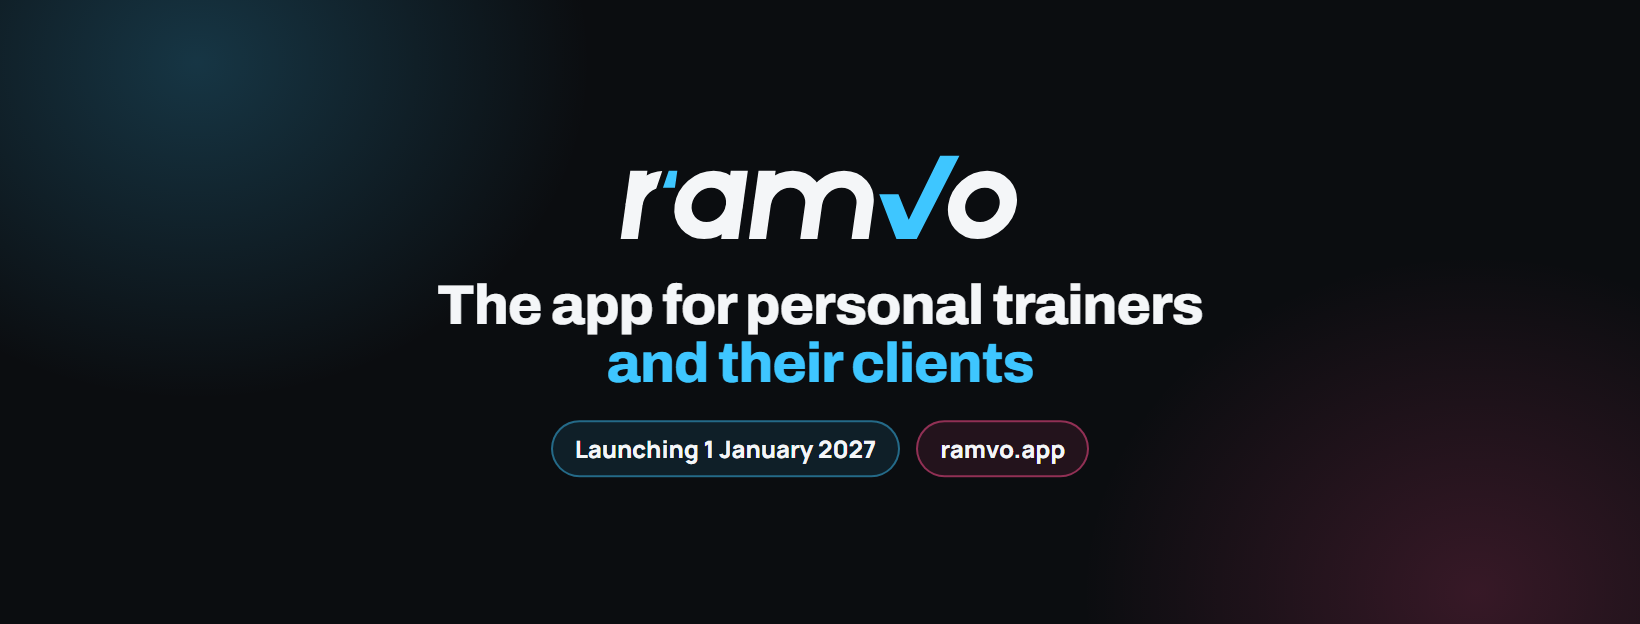 ramvo
The app for personal trainers
and their clients
Launching 1 January 2027
ramvo.app